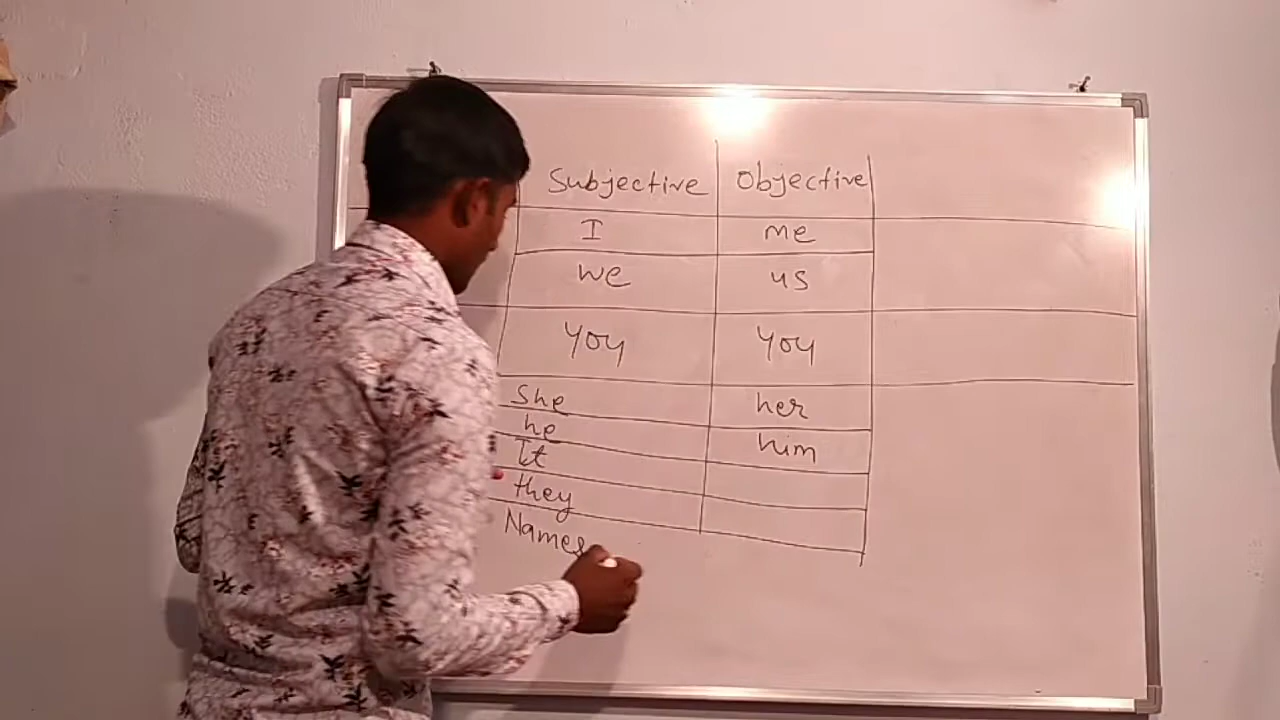 Subjective Objective
I me
we us
you you
She her
he him
It
they
Names